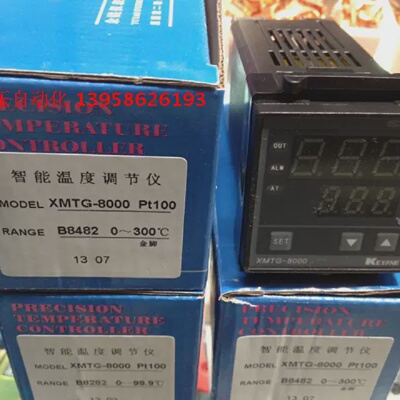 自动化 13958626193
PRECISION
TEMPERATURE
CONTROLLER
智能温度调节仪
MODEL XMTG-8000 Pt100
RANGE B8482 0～300℃
金脚
13 07
OUT
ALM
AT
SET
XMTG-8000
PRECISION
TEMPERATURE
CONTROLLER
智能温度调节仪
MODEL XMTG-8000 Pt100
RANGE B8282 0-99.9℃
PRECISION
TEMPERATURE
CONTROLLER
智能温度调节仪
MODEL XMTG-8000 Pt100
RANGE B8482 0～300℃